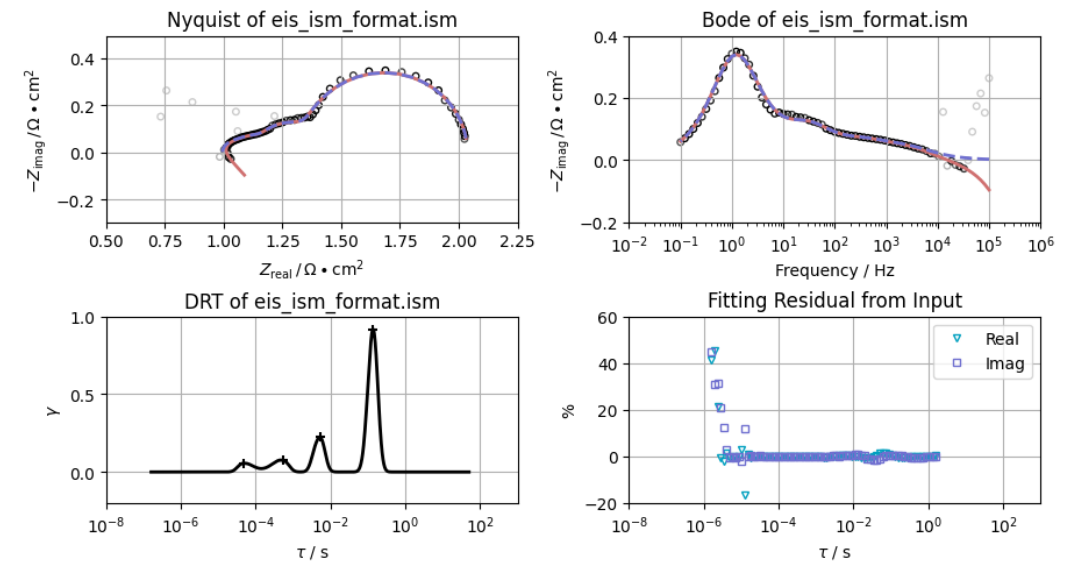 Nyquist of eis_ism_format.ism
−Z_imag / Ω • cm²
0.4
0.2
0.0
−0.2
0.50 0.75 1.00 1.25 1.50 1.75 2.00 2.25
Z_real / Ω • cm²
Bode of eis_ism_format.ism
−Z_imag / Ω • cm²
0.4
0.2
0.0
−0.2
10⁻² 10⁻¹ 10⁰ 10¹ 10² 10³ 10⁴ 10⁵ 10⁶
Frequency / Hz
DRT of eis_ism_format.ism
γ
1.0
0.5
0.0
10⁻⁸ 10⁻⁶ 10⁻⁴ 10⁻² 10⁰ 10²
τ / s
Fitting Residual from Input
%
60
40
20
0
−20
Real
Imag
10⁻⁸ 10⁻⁶ 10⁻⁴ 10⁻² 10⁰ 10²
τ / s